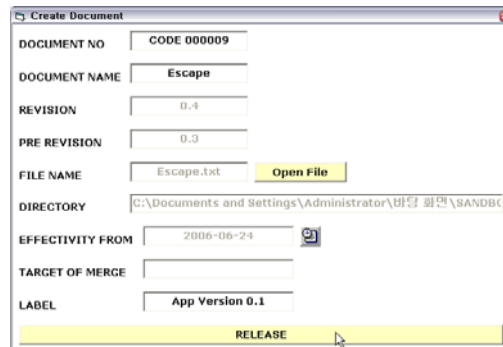 Create Document
DOCUMENT NO CODE 000009
DOCUMENT NAME Escape
REVISION 0.4
PRE REVISION 0.3
FILE NAME Escape.txt Open File
DIRECTORY C:\Documents and Settings\Administrator\바탕 화면\SANDBO
EFFECTIVITY FROM 2006-06-24
TARGET OF MERGE
LABEL App Version 0.1
RELEASE